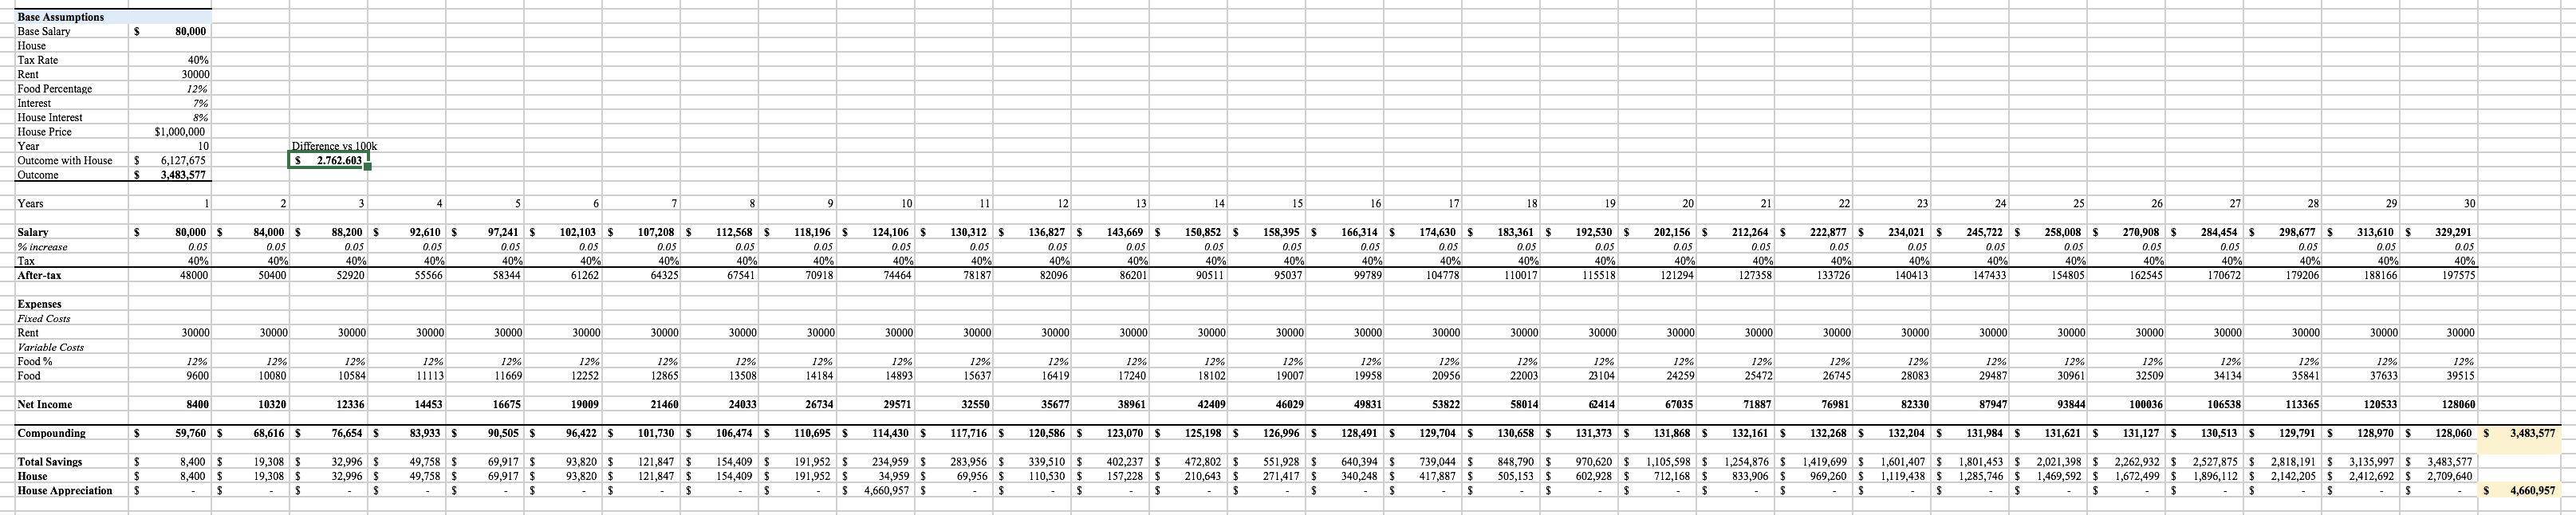 Base Assumptions
Base Salary $ 80,000
House
Tax Rate 40%
Rent 30000
Food Percentage 12%
Interest 7%
House Interest 8%
House Price $1,000,000
Year 10 Difference vs 100k
Outcome with House $ 6,127,675 $ 2.762.603
Outcome $ 3,483,577
Years 1 2 3 4 5 6 7 8 9 10 11 12 13 14 15 16 17 18 19 20 21 22 23 24 25 26 27 28 29 30
Salary $ 80,000 $ 84,000 $ 88,200 $ 92,610 $ 97,241 $ 102,103 $ 107,208 $ 112,568 $ 118,196 $ 124,106 $ 130,312 $ 136,827 $ 143,669 $ 150,852 $ 158,395 $ 166,314 $ 174,630 $ 183,361 $ 192,530 $ 202,156 $ 212,264 $ 222,877 $ 234,021 $ 245,722 $ 258,008 $ 270,908 $ 284,454 $ 298,677 $ 313,610 $ 329,291
% increase 0.05 0.05 0.05 0.05 0.05 0.05 0.05 0.05 0.05 0.05 0.05 0.05 0.05 0.05 0.05 0.05 0.05 0.05 0.05 0.05 0.05 0.05 0.05 0.05 0.05 0.05 0.05 0.05 0.05 0.05
Tax 40% 40% 40% 40% 40% 40% 40% 40% 40% 40% 40% 40% 40% 40% 40% 40% 40% 40% 40% 40% 40% 40% 40% 40% 40% 40% 40% 40% 40% 40%
After-tax 48000 50400 52920 55566 58344 61262 64325 67541 70918 74464 78187 82096 86201 90511 95037 99789 104778 110017 115518 121294 127358 133726 140413 147433 154805 162545 170672 179206 188166 197575
Expenses
Fixed Costs
Rent 30000 30000 30000 30000 30000 30000 30000 30000 30000 30000 30000 30000 30000 30000 30000 30000 30000 30000 30000 30000 30000 30000 30000 30000 30000 30000 30000 30000 30000 30000
Variable Costs
Food % 12% 12% 12% 12% 12% 12% 12% 12% 12% 12% 12% 12% 12% 12% 12% 12% 12% 12% 12% 12% 12% 12% 12% 12% 12% 12% 12% 12% 12% 12%
Food 9600 10080 10584 11113 11669 12252 12865 13508 14184 14893 15637 16419 17240 18102 19007 19958 20956 22003 23104 24259 25472 26745 28083 29487 30961 32509 34134 35841 37633 39515
Net Income 8400 10320 12336 14453 16675 19009 21460 24033 26734 29571 32550 35677 38961 42409 46029 49831 53822 58014 62414 67035 71887 76981 82330 87947 93844 100036 106538 113365 120533 128060
Compounding $ 59,760 $ 68,616 $ 76,654 $ 83,933 $ 90,505 $ 96,422 $ 101,730 $ 106,474 $ 110,695 $ 114,430 $ 117,716 $ 120,586 $ 123,070 $ 125,198 $ 126,996 $ 128,491 $ 129,704 $ 130,658 $ 131,373 $ 131,868 $ 132,161 $ 132,268 $ 132,204 $ 131,984 $ 131,621 $ 131,127 $ 130,513 $ 129,791 $ 128,970 $ 128,060 $ 3,483,577
Total Savings $ 8,400 $ 19,308 $ 32,996 $ 49,758 $ 69,917 $ 93,820 $ 121,847 $ 154,409 $ 191,952 $ 234,959 $ 283,956 $ 339,510 $ 402,237 $ 472,802 $ 551,928 $ 640,394 $ 739,044 $ 848,790 $ 970,620 $ 1,105,598 $ 1,254,876 $ 1,419,699 $ 1,601,407 $ 1,801,453 $ 2,021,398 $ 2,262,932 $ 2,527,875 $ 2,818,191 $ 3,135,997 $ 3,483,577
House $ 8,400 $ 19,308 $ 32,996 $ 49,758 $ 69,917 $ 93,820 $ 121,847 $ 154,409 $ 191,952 $ 34,959 $ 69,956 $ 110,530 $ 157,228 $ 210,643 $ 271,417 $ 340,248 $ 417,887 $ 505,153 $ 602,928 $ 712,168 $ 833,906 $ 969,260 $ 1,119,438 $ 1,285,746 $ 1,469,592 $ 1,672,499 $ 1,896,112 $ 2,142,205 $ 2,412,692 $ 2,709,640
House Appreciation $ - $ - $ - $ - $ - $ - $ - $ - $ - $ 4,660,957 $ - $ - $ - $ - $ - $ - $ - $ - $ - $ - $ - $ - $ - $ - $ - $ - $ - $ - $ - $ - $ 4,660,957